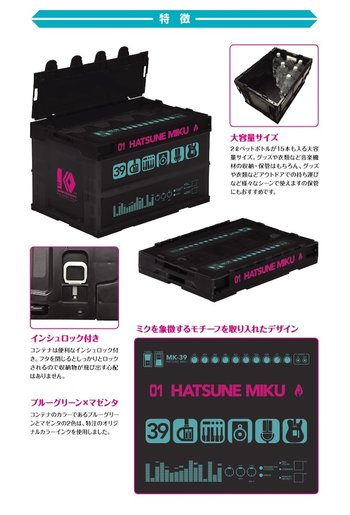 特 徴
01 HATSUNE MIKU
39
大容量サイズ
2ℓペットボトルが15本も入る大容
量サイズ。グッズや衣類など音楽機
材の収納・保管はもちろん、グッズ
や衣類などアウトドアでの持ち運び
など様々なシーンで使えますの保管
にもおすすめです。
01 HATSUNE MIKU
インシュロック付き
コンテナは便利なインシュロック付
き。フタを閉じるとしっかりとロック
されるので収納物が飛び出す心配
はありません。
ブルーグリーン×マゼンタ
コンテナのカラーであるブルーグリー
ンとマゼンタの2色は、特注のオリジ
ナルカラーインクを使用しました。
ミクを象徴するモチーフを取り入れたデザイン
MK-39
01 HATSUNE MIKU
39